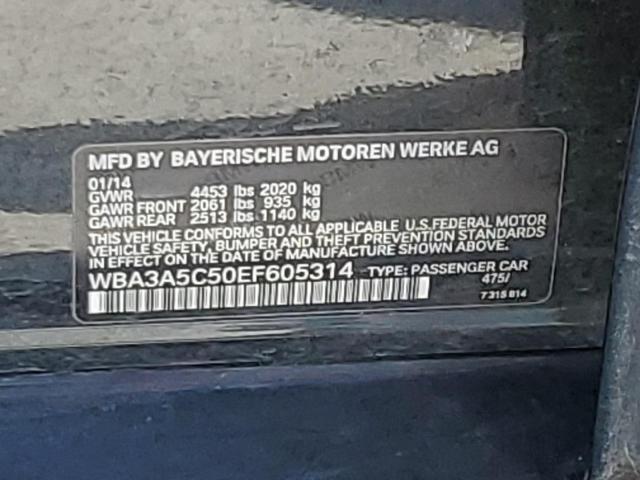 MFD BY BAYERISCHE MOTOREN WERKE AG
01/14
GVWR 4453 lbs 2020 kg
GAWR FRONT 2061 lbs 935 kg
GAWR REAR 2513 lbs 1140 kg
THIS VEHICLE CONFORMS TO ALL APPLICABLE U.S.FEDERAL MOTOR
VEHICLE SAFETY, BUMPER AND THEFT PREVENTION STANDARDS
IN EFFECT ON THE DATE OF MANUFACTURE SHOWN ABOVE.
WBA3A5C50EF605314 TYPE: PASSENGER CAR
475/
7 315 814